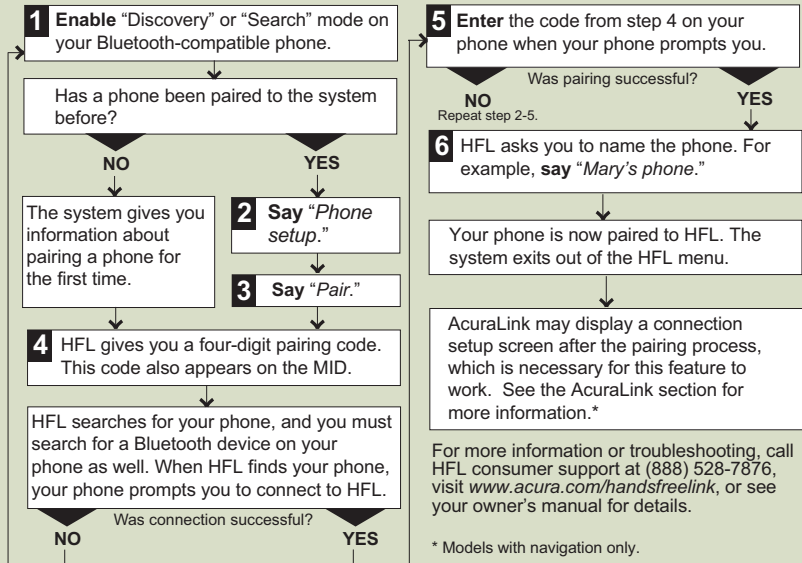 1 Enable “Discovery” or “Search” mode on
your Bluetooth-compatible phone.
Has a phone been paired to the system
before?
NO
YES
The system gives you
information about
pairing a phone for
the first time.
2 Say “Phone
setup.”
3 Say “Pair.”
4 HFL gives you a four-digit pairing code.
This code also appears on the MID.
HFL searches for your phone, and you must
search for a Bluetooth device on your
phone as well. When HFL finds your phone,
your phone prompts you to connect to HFL.
Was connection successful?
NO
YES
5 Enter the code from step 4 on your
phone when your phone prompts you.
Was pairing successful?
NO
YES
Repeat step 2-5.
6 HFL asks you to name the phone. For
example, say “Mary’s phone.”
Your phone is now paired to HFL. The
system exits out of the HFL menu.
AcuraLink may display a connection
setup screen after the pairing process,
which is necessary for this feature to
work. See the AcuraLink section for
more information.*
For more information or troubleshooting, call
HFL consumer support at (888) 528-7876,
visit www.acura.com/handsfreelink, or see
your owner’s manual for details.
* Models with navigation only.